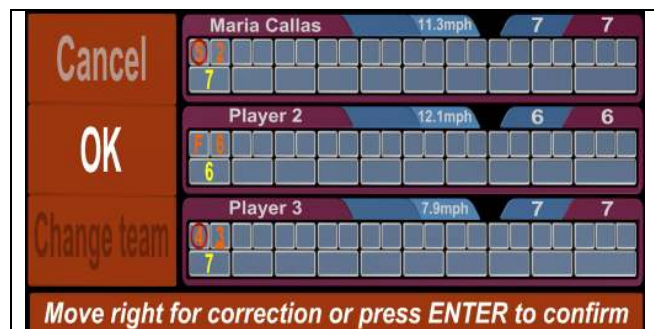 Cancel
OK
Change team
Maria Callas 11.3mph 7 7
5 2
7
Player 2 12.1mph 6 6
F 6
6
Player 3 7.9mph 7 7
4 3
7
Move right for correction or press ENTER to confirm